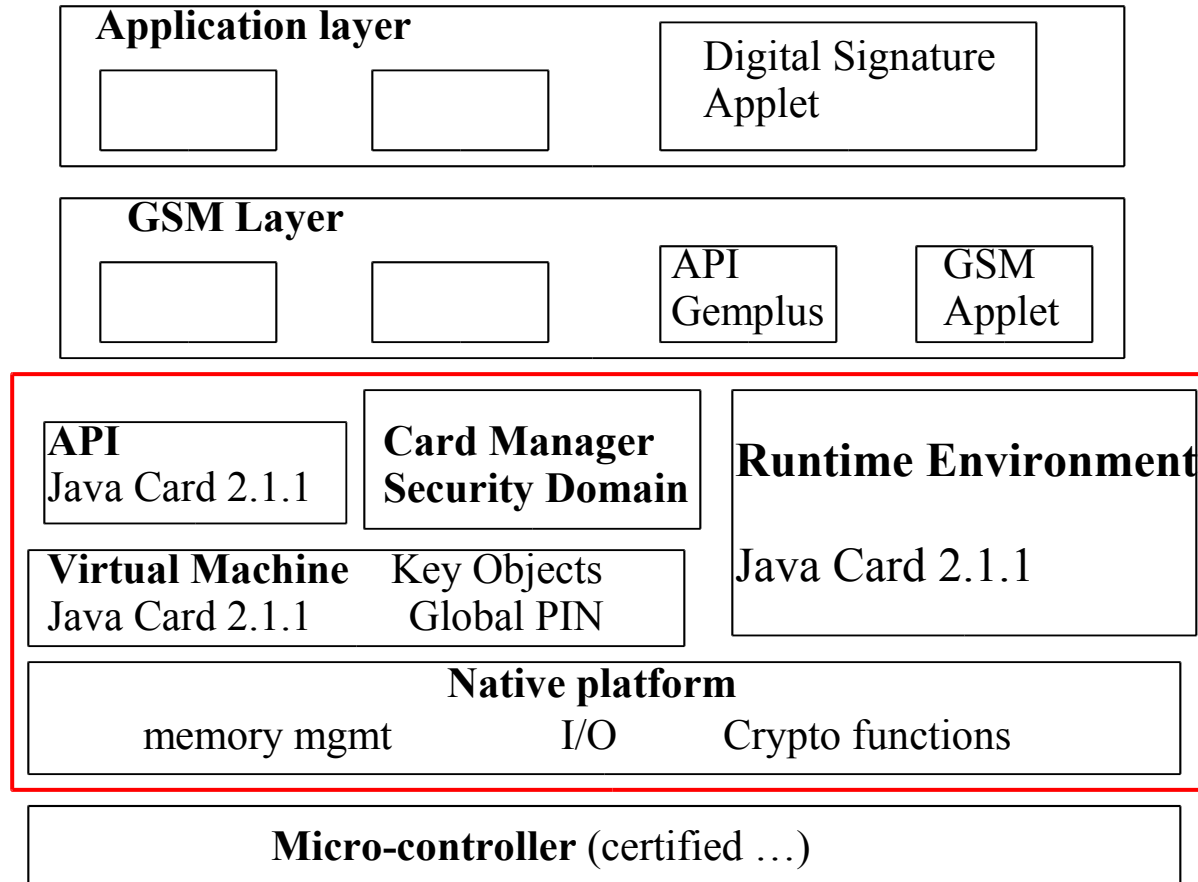 Application layer
Digital Signature
Applet
GSM Layer
API
Gemplus
GSM
Applet
API
Java Card 2.1.1
Card Manager
Security Domain
Runtime Environment
Java Card 2.1.1
Virtual Machine Key Objects
Java Card 2.1.1 Global PIN
Native platform
memory mgmt I/O Crypto functions
Micro-controller (certified …)